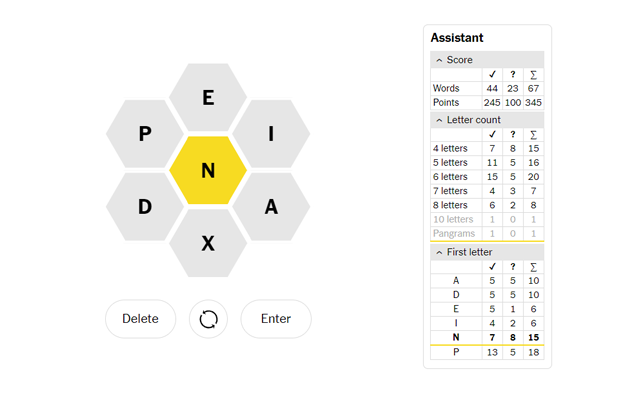 E
P
I
N
D
A
X
Delete
Enter
Assistant
Score
✓ ? Σ
Words 44 23 67
Points 245 100 345
Letter count
✓ ? Σ
4 letters 7 8 15
5 letters 11 5 16
6 letters 15 5 20
7 letters 4 3 7
8 letters 6 2 8
10 letters 1 0 1
Pangrams 1 0 1
First letter
✓ ? Σ
A 5 5 10
D 5 5 10
E 5 1 6
I 4 2 6
N 7 8 15
P 13 5 18